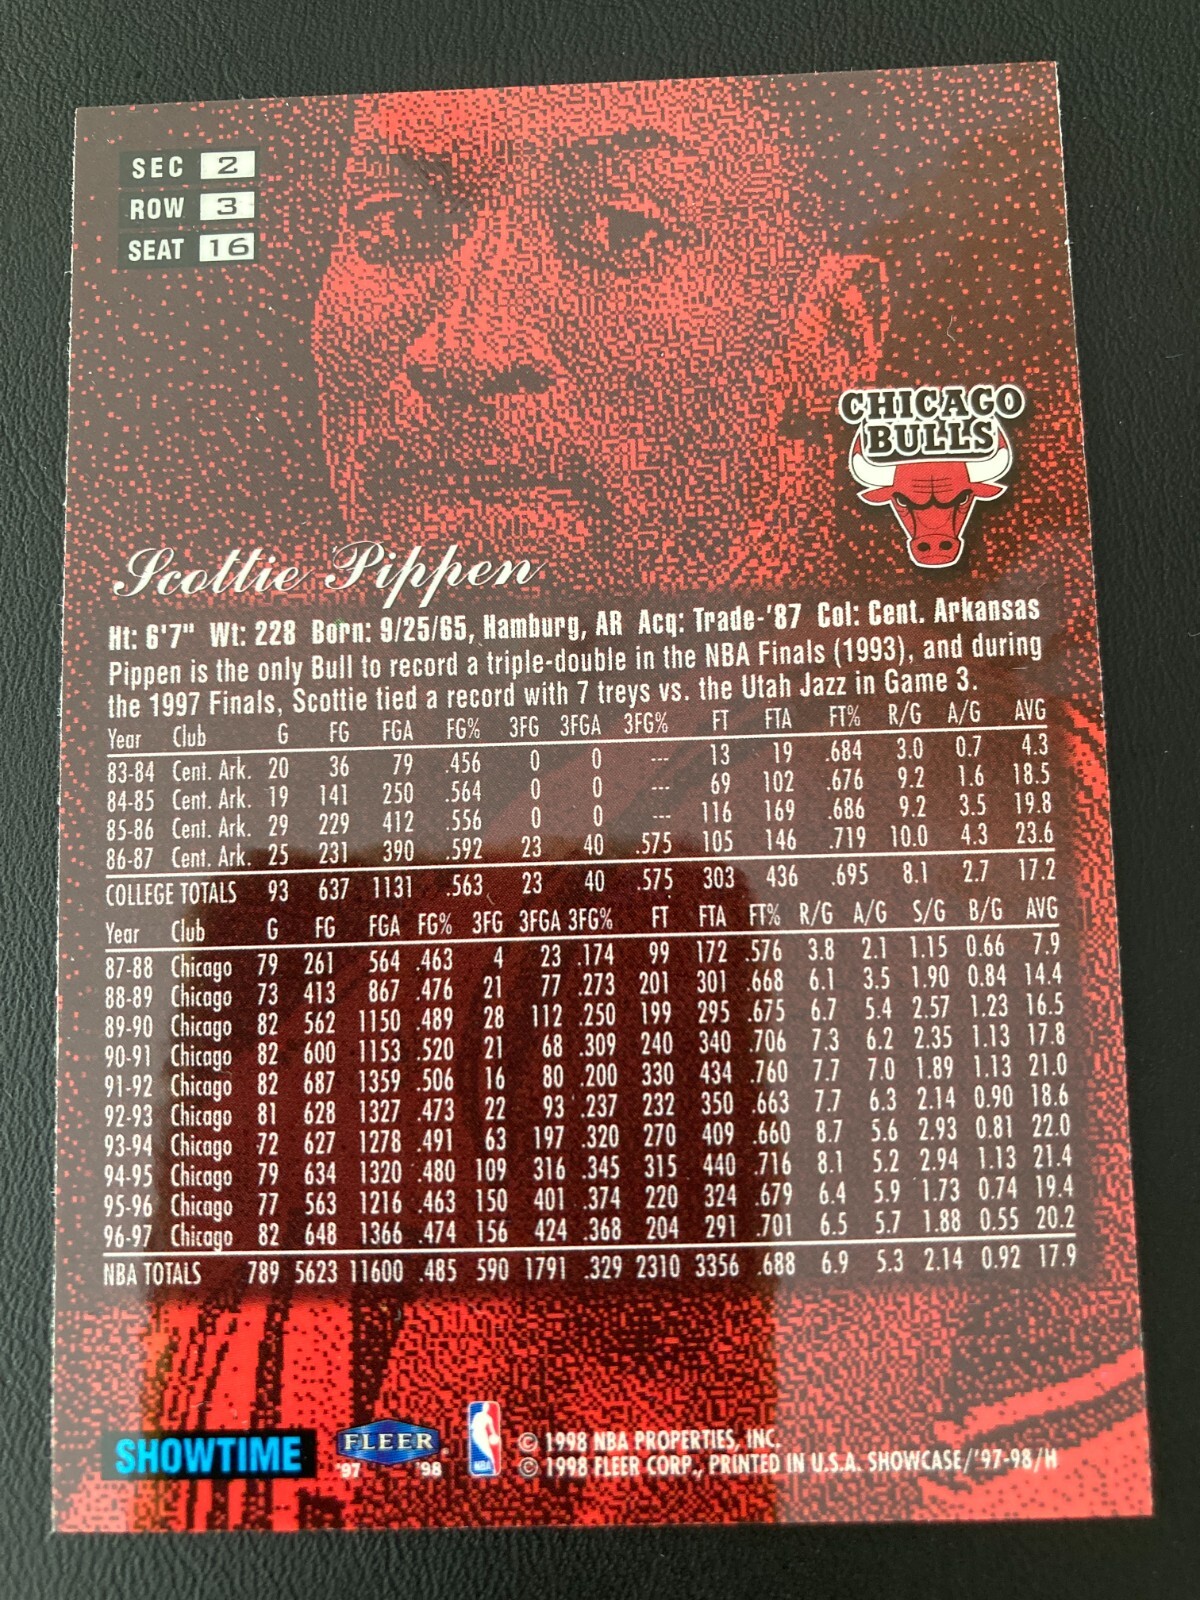 SEC 2
ROW 3
SEAT 16
CHICAGO
BULLS
Scottie Pippen
Ht: 6'7" Wt: 228 Born: 9/25/65, Hamburg, AR Acq: Trade-'87 Col: Cent. Arkansas
Pippen is the only Bull to record a triple-double in the NBA Finals (1993), and during
the 1997 Finals, Scottie tied a record with 7 treys vs. the Utah Jazz in Game 3.
Year Club G FG FGA FG% 3FG 3FGA 3FG% FT FTA FT% R/G A/G AVG
83-84 Cent. Ark. 20 36 79 .456 0 0 --- 13 19 .684 3.0 0.7 4.3
84-85 Cent. Ark. 19 141 250 .564 0 0 --- 69 102 .676 9.2 1.6 18.5
85-86 Cent. Ark. 29 229 412 .556 0 0 --- 116 169 .686 9.2 3.5 19.8
86-87 Cent. Ark. 25 231 390 .592 23 40 .575 105 146 .719 10.0 4.3 23.6
COLLEGE TOTALS 93 637 1131 .563 23 40 .575 303 436 .695 8.1 2.7 17.2
Year Club G FG FGA FG% 3FG 3FGA 3FG% FT FTA FT% R/G A/G S/G B/G AVG
87-88 Chicago 79 261 564 .463 4 23 .174 99 172 .576 3.8 2.1 1.15 0.66 7.9
88-89 Chicago 73 413 867 .476 21 77 .273 201 301 .668 6.1 3.5 1.90 0.84 14.4
89-90 Chicago 82 562 1150 .489 28 112 .250 199 295 .675 6.7 5.4 2.57 1.23 16.5
90-91 Chicago 82 600 1153 .520 21 68 .309 240 340 .706 7.3 6.2 2.35 1.13 17.8
91-92 Chicago 82 687 1359 .506 16 80 .200 330 434 .760 7.7 7.0 1.89 1.13 21.0
92-93 Chicago 81 628 1327 .473 22 93 .237 232 350 .663 7.7 6.3 2.14 0.90 18.6
93-94 Chicago 72 627 1278 .491 63 197 .320 270 409 .660 8.7 5.6 2.93 0.81 22.0
94-95 Chicago 79 634 1320 .480 109 316 .345 315 440 .716 8.1 5.2 2.94 1.13 21.4
95-96 Chicago 77 563 1216 .463 150 401 .374 220 324 .679 6.4 5.9 1.73 0.74 19.4
96-97 Chicago 82 648 1366 .474 156 424 .368 204 291 .701 6.5 5.7 1.88 0.55 20.2
NBA TOTALS 789 5623 11600 .485 590 1791 .329 2310 3356 .688 6.9 5.3 2.14 0.92 17.9
SHOWTIME
FLEER
'97 '98
NBA
© 1998 NBA PROPERTIES, INC.
© 1998 FLEER CORP., PRINTED IN U.S.A. SHOWCASE/'97-98/H